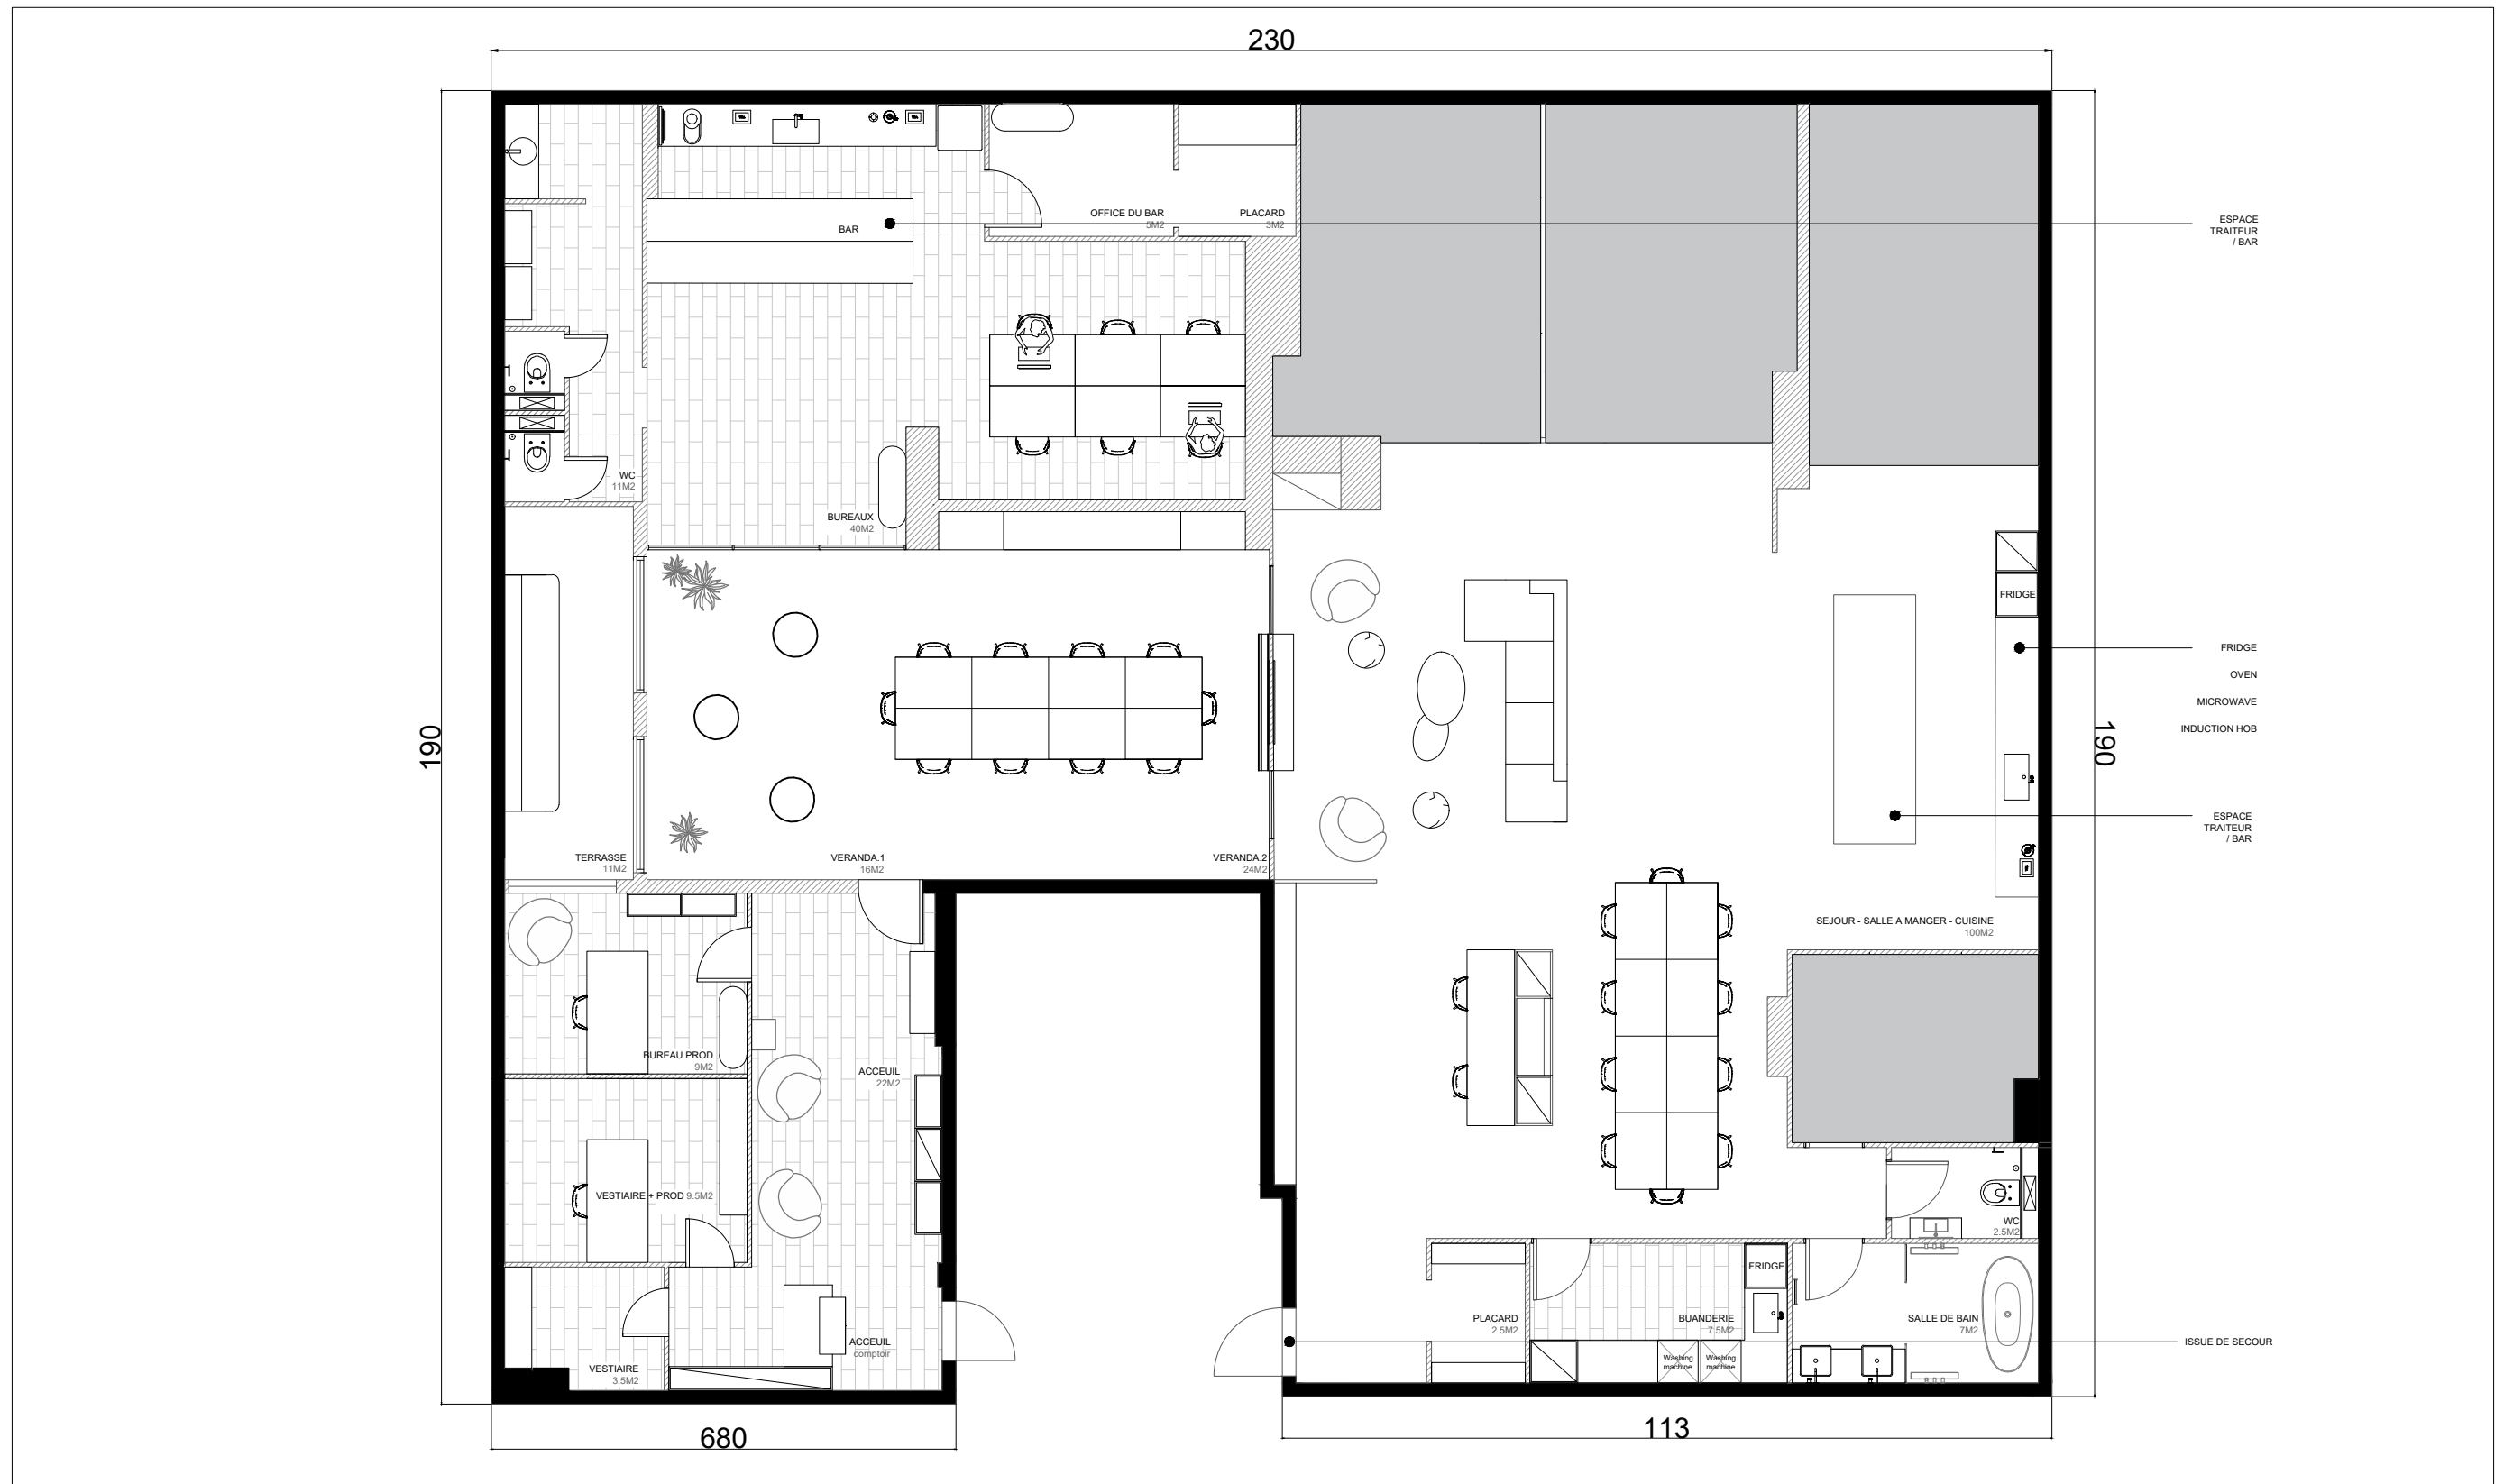 230
OFFICE DU BAR
5M2
PLACARD
3M2
ESPACE
TRAITEUR
/ BAR
BAR
WC
11M2
BUREAUX
40M2
FRIDGE
FRIDGE
OVEN
MICROWAVE
INDUCTION HOB
190
190
ESPACE
TRAITEUR
/ BAR
TERRASSE
11M2
VERANDA.1
16M2
VERANDA.2
24M2
SEJOUR - SALLE A MANGER - CUISINE
100M2
BUREAU PROD
9M2
ACCEUIL
22M2
VESTIAIRE + PROD 9.5M2
WC
2.5M2
FRIDGE
PLACARD
2.5M2
BUANDERIE
7.5M2
SALLE DE BAIN
7M2
ACCEUIL
comptoir
ISSUE DE SECOUR
Washing
machine
Washing
machine
VESTIAIRE
3.5M2
680
113